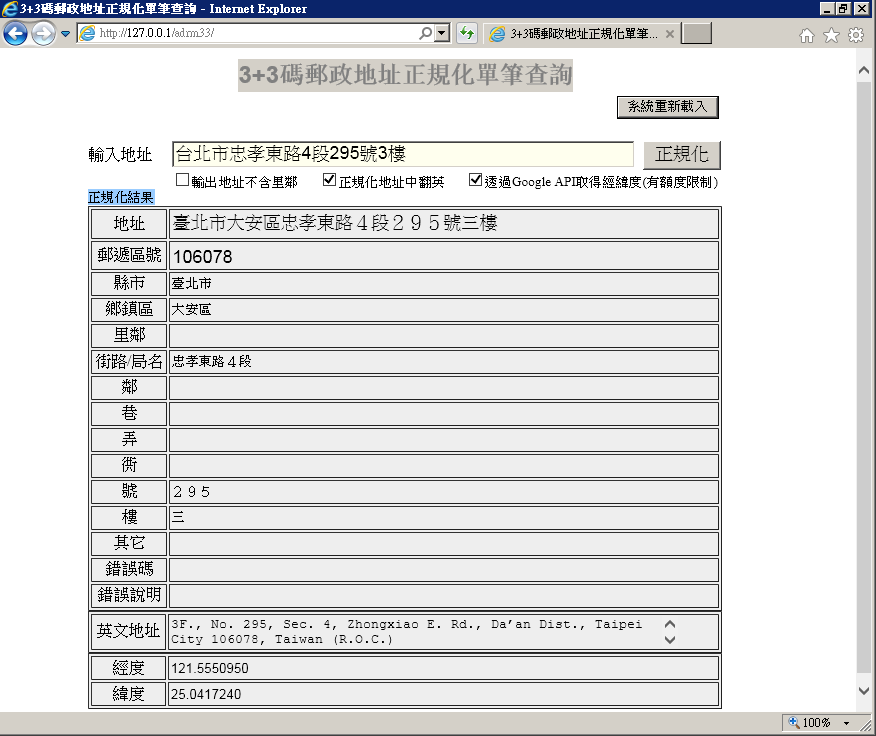 3+3碼郵政地址正規化單筆查詢 - Internet Explorer
http://127.0.0.1/adrm33/
3+3碼郵政地址正規化單筆...
3+3碼郵政地址正規化單筆查詢
系統重新載入
輸入地址 台北市忠孝東路4段295號3樓 正規化
輸出地址不含里鄰 正規化地址中翻英 透過Google API取得經緯度(有額度限制)
正規化結果
地址 臺北市大安區忠孝東路４段２９５號三樓
郵遞區號 106078
縣市 臺北市
鄉鎮區 大安區
里鄰
街路/局名 忠孝東路４段
鄰
巷
弄
衖
號 ２９５
樓 三
其它
錯誤碼
錯誤說明
英文地址 3F., No. 295, Sec. 4, Zhongxiao E. Rd., Da’an Dist., Taipei
City 106078, Taiwan (R.O.C.)
經度 121.5550950
緯度 25.0417240
100%